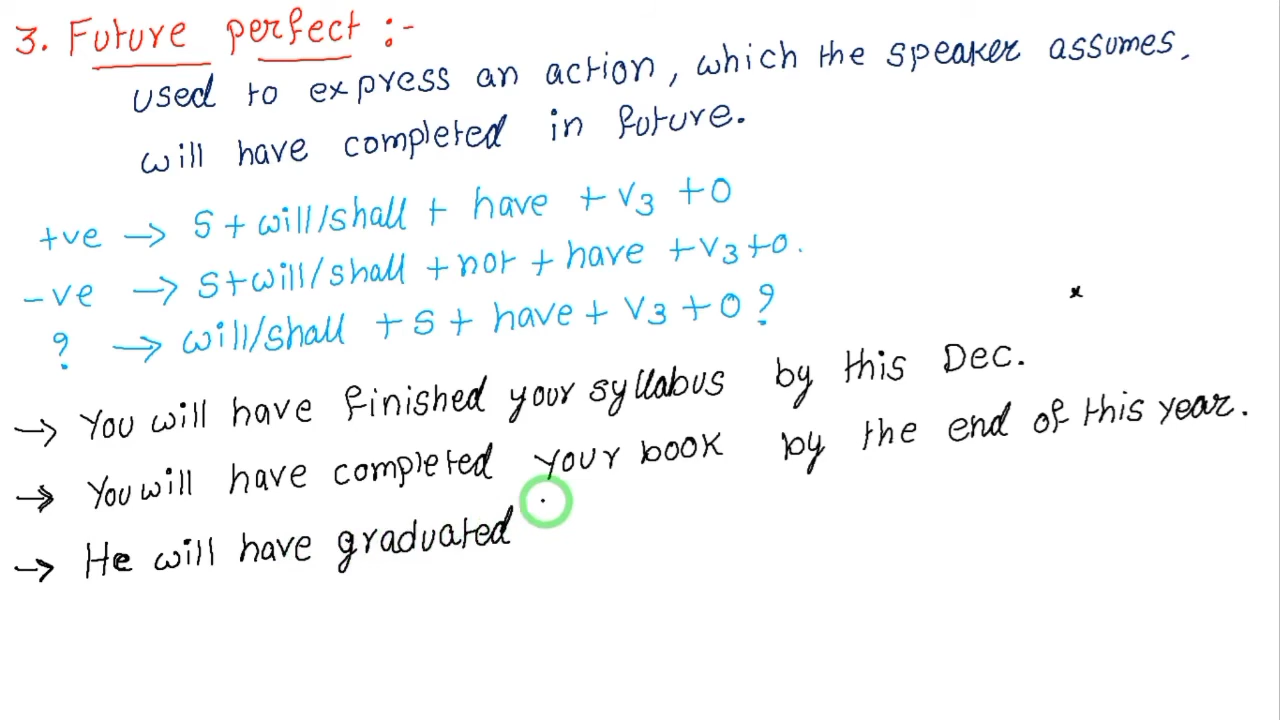 3. Future perfect :-
used to express an action, which the speaker assumes,
will have completed in future.
+ve → S + will/shall + have + V3 + O
-ve → S+will/shall + not + have +V3+O.
? → will/shall + S + have + V3 + O ?
→ You will have finished your syllabus by this Dec.
→ You will have completed your book by the end of this year.
→ He will have graduated